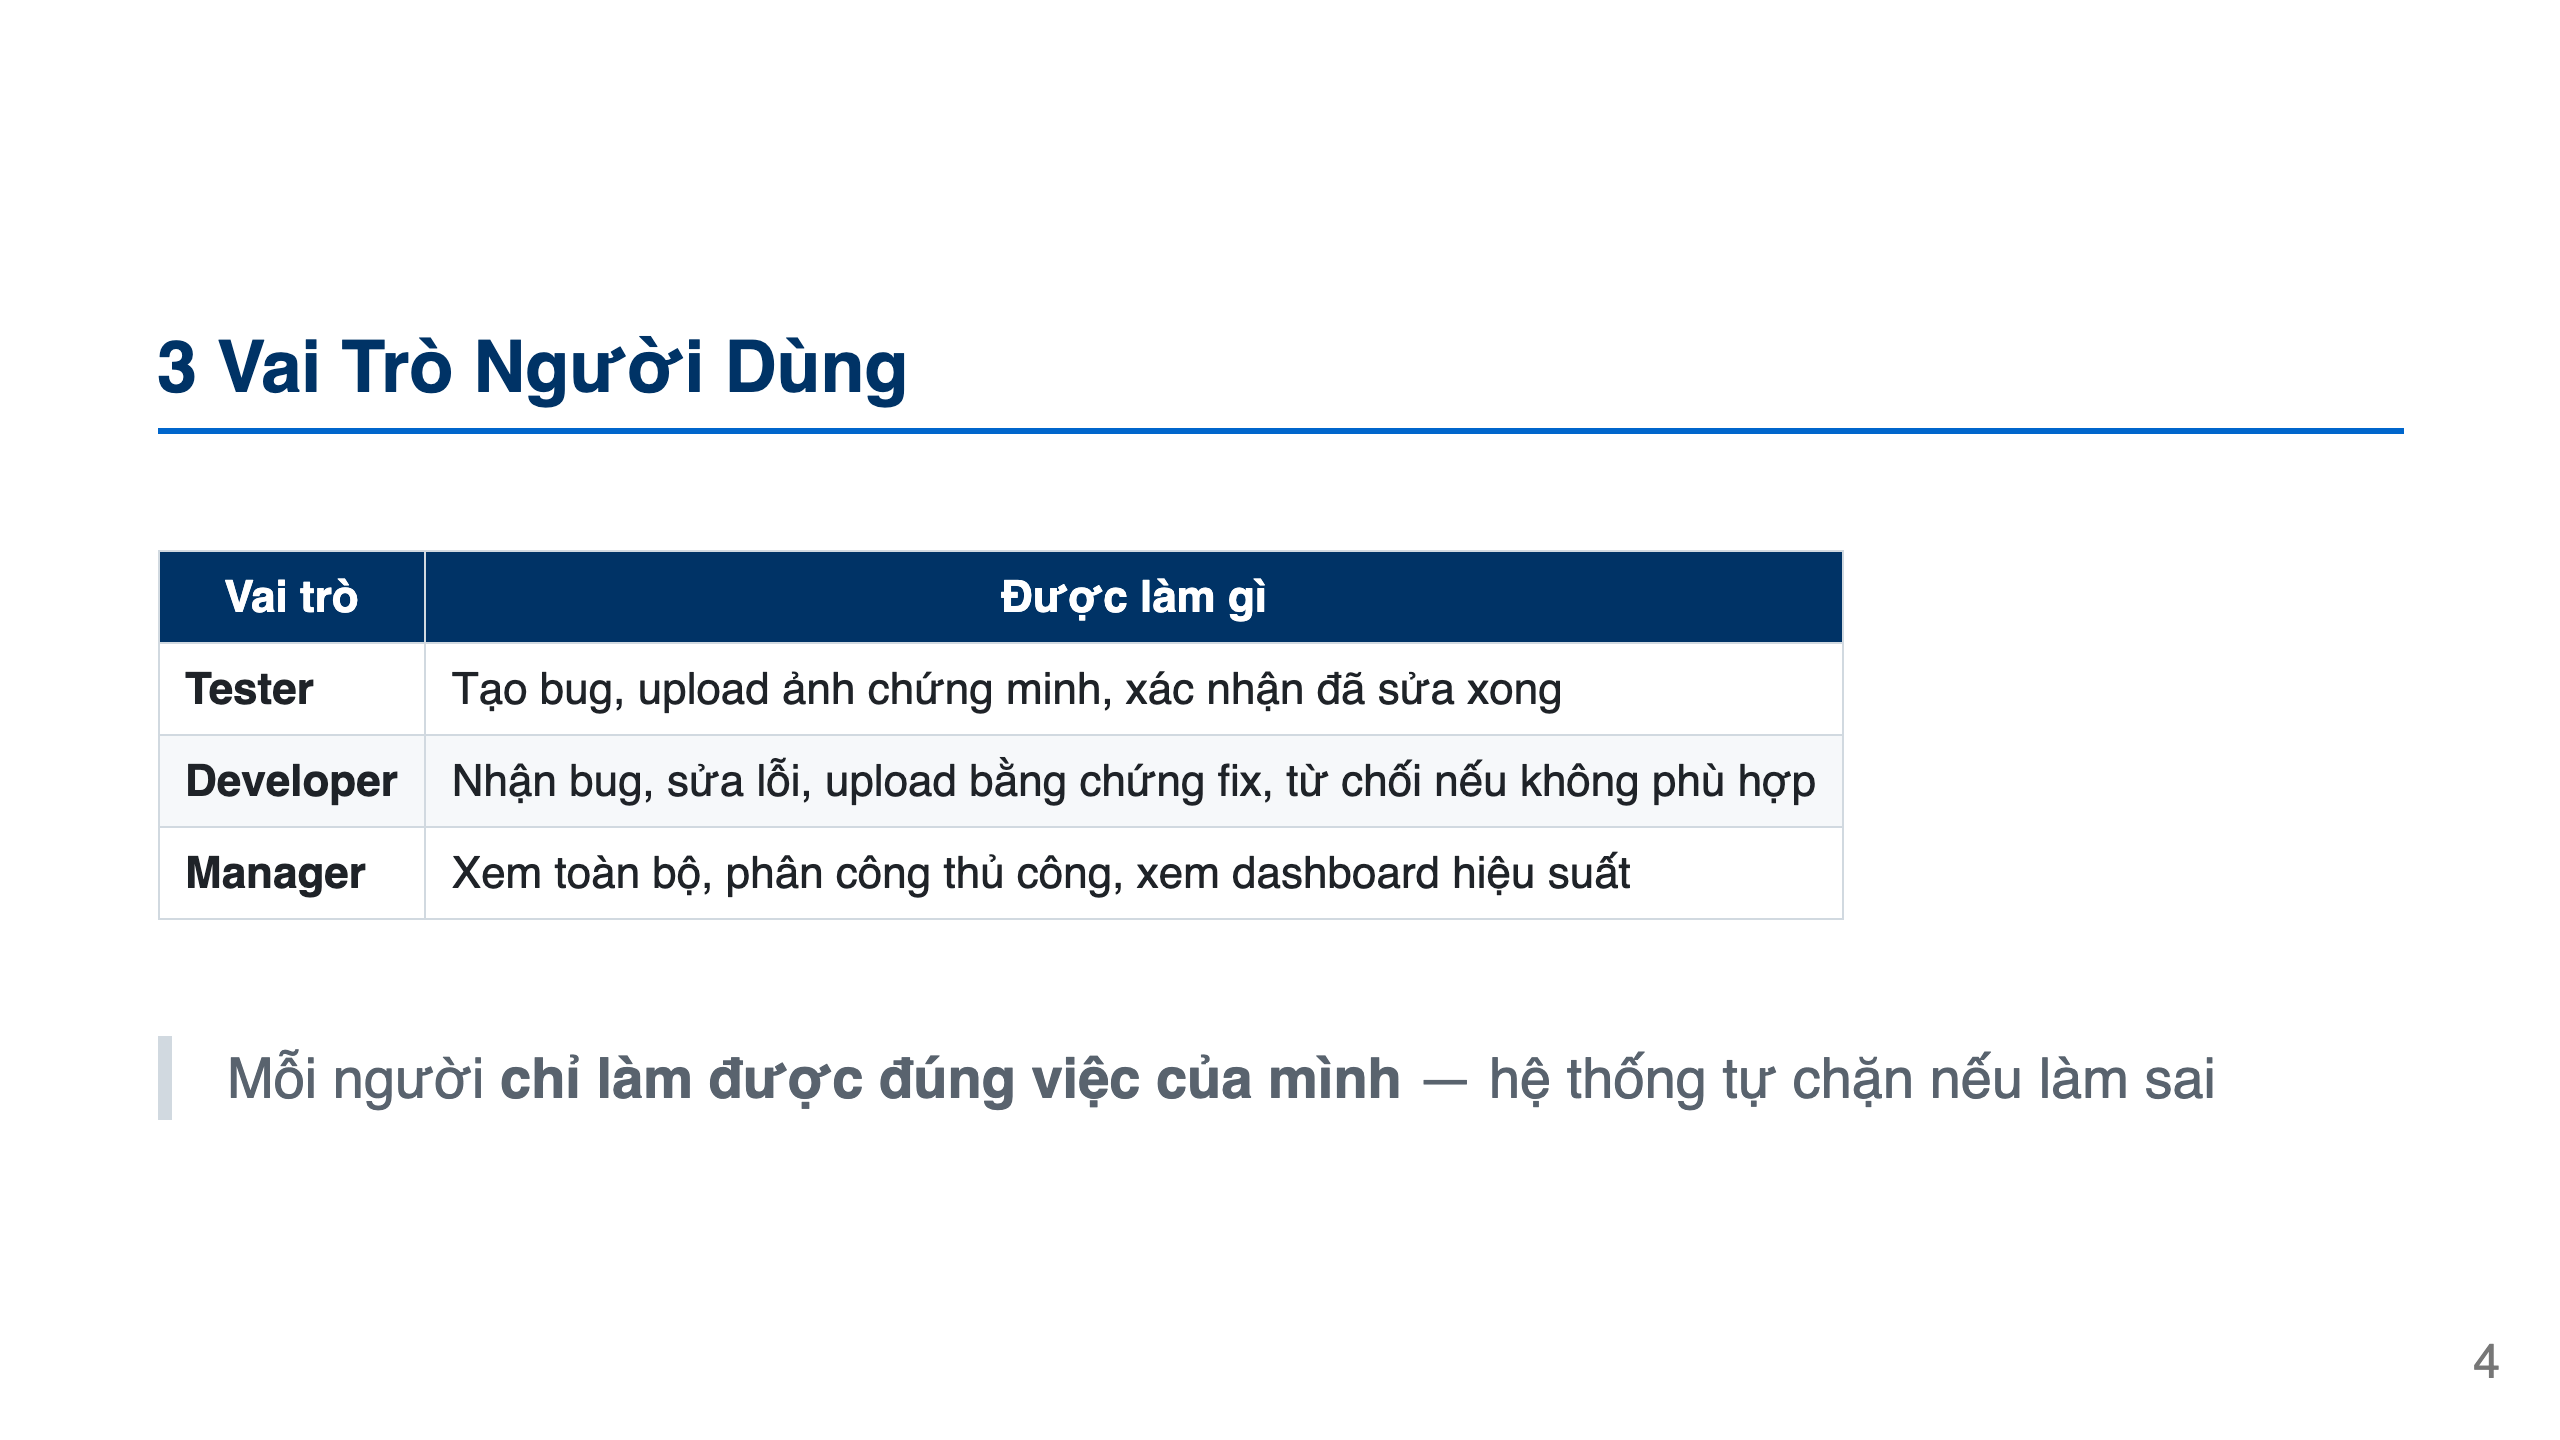 3 Vai Trò Người Dùng
Vai trò Được làm gì
Tester Tạo bug, upload ảnh chứng minh, xác nhận đã sửa xong
Developer Nhận bug, sửa lỗi, upload bằng chứng fix, từ chối nếu không phù hợp
Manager Xem toàn bộ, phân công thủ công, xem dashboard hiệu suất
Mỗi người chỉ làm được đúng việc của mình — hệ thống tự chặn nếu làm sai
4